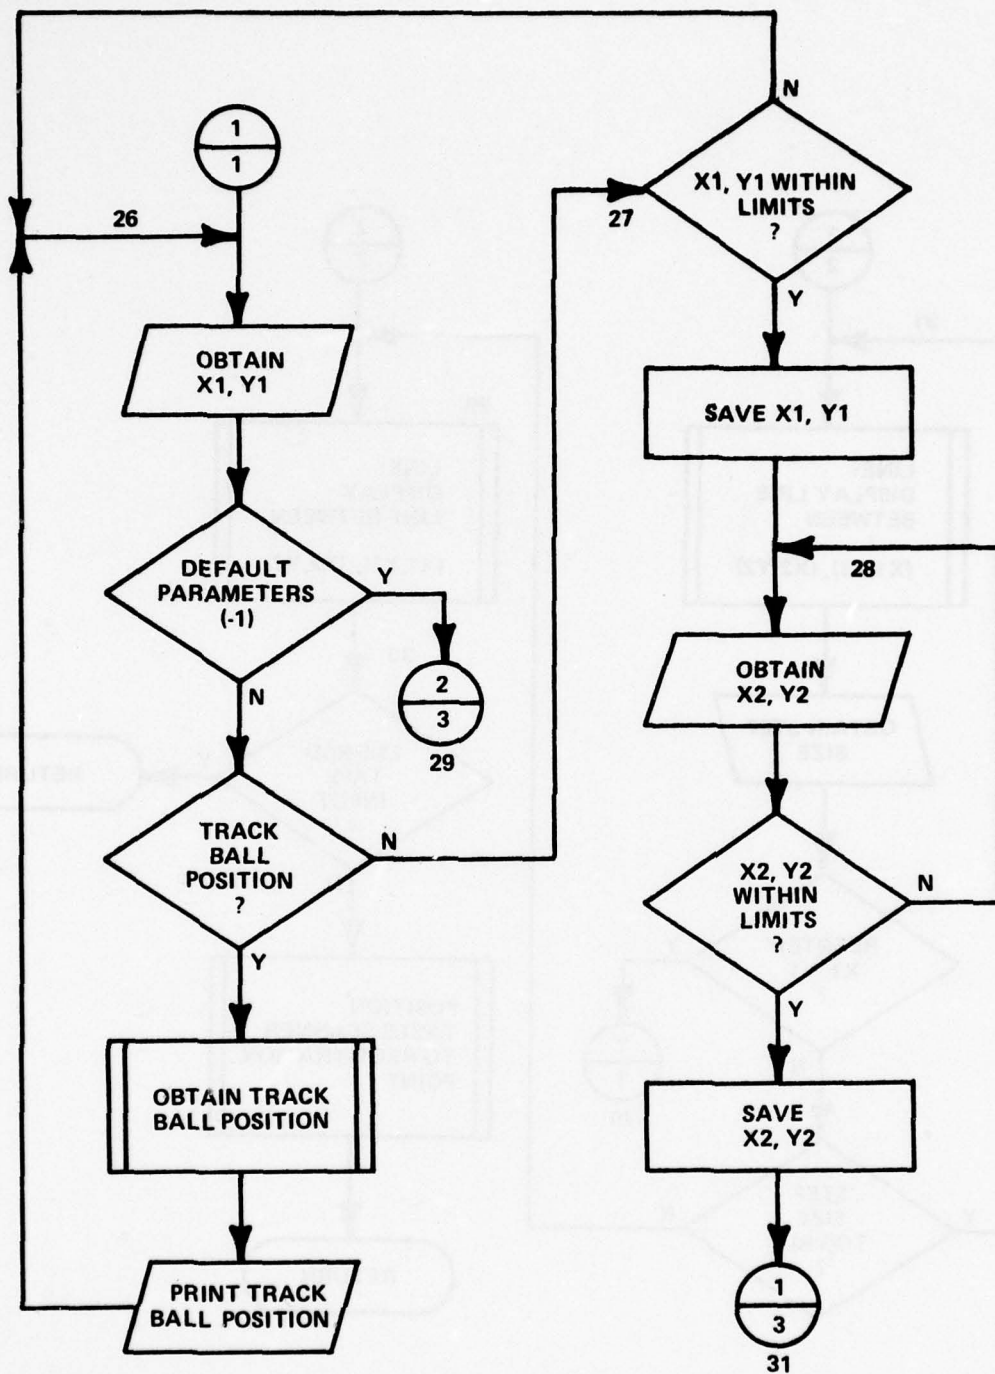 1
1
26
OBTAIN
X1, Y1
DEFAULT
PARAMETERS
(-1)
Y
2
3
29
N
TRACK
BALL
POSITION
?
N
Y
OBTAIN TRACK
BALL POSITION
PRINT TRACK
BALL POSITION
N
27
X1, Y1 WITHIN
LIMITS
?
Y
SAVE X1, Y1
28
OBTAIN
X2, Y2
X2, Y2
WITHIN
LIMITS
?
N
Y
SAVE
X2, Y2
1
3
31